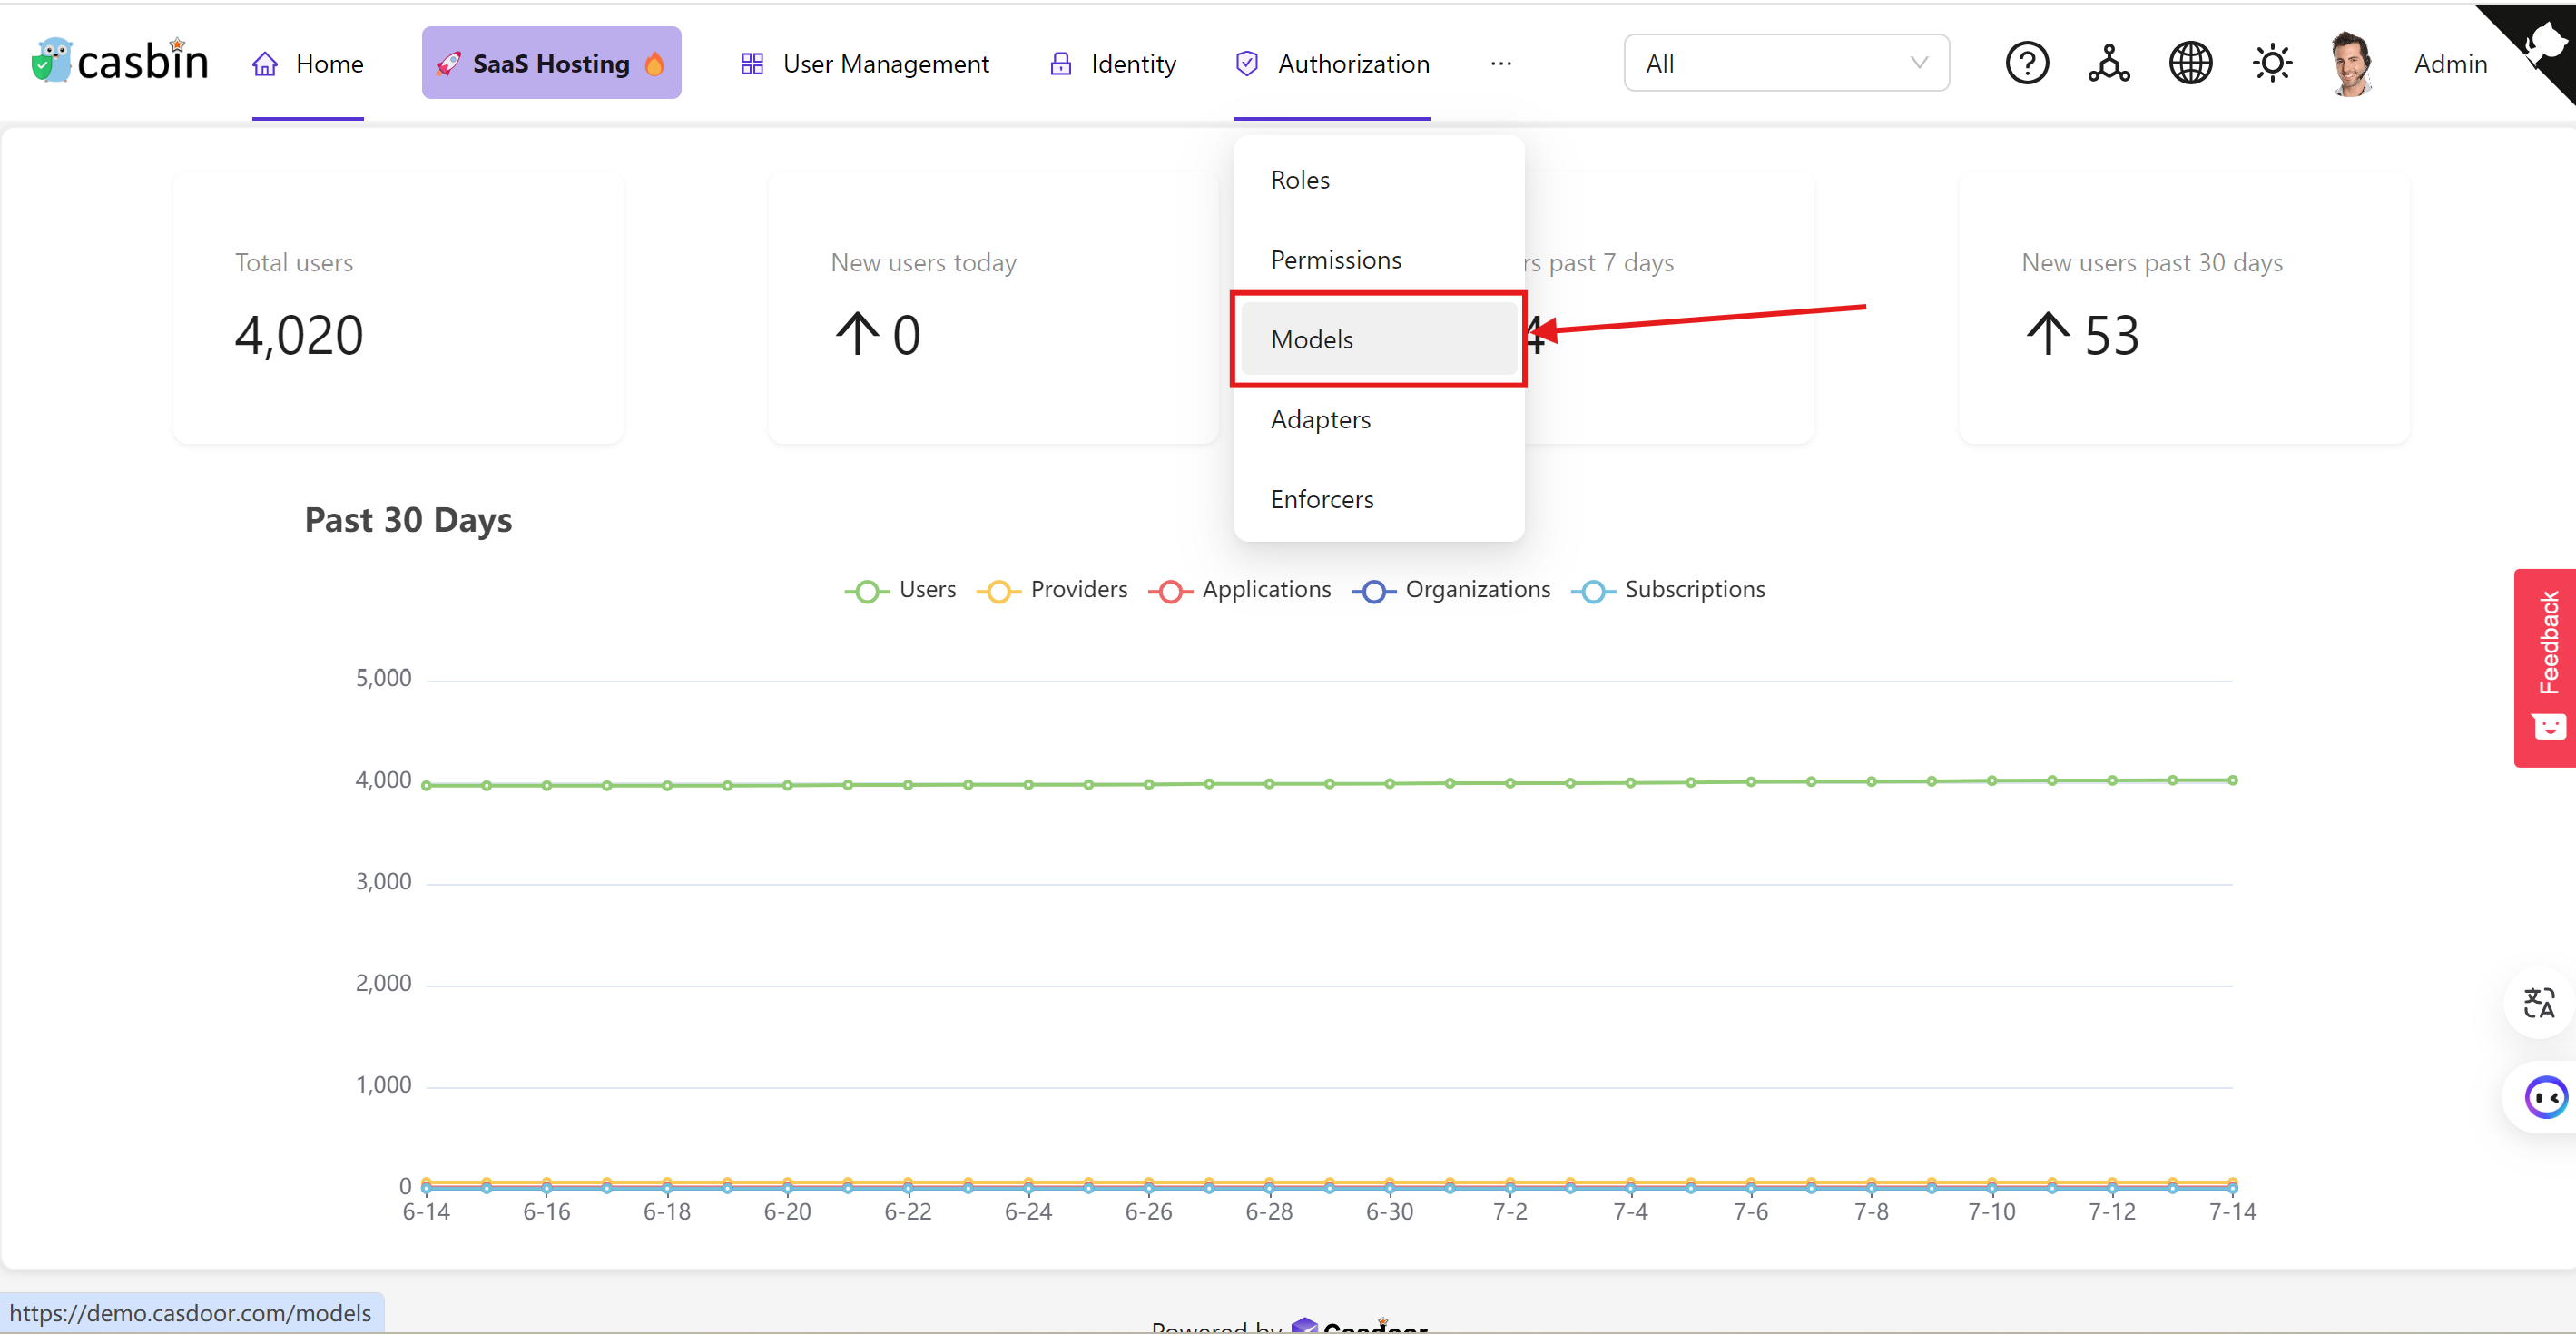 casbin
Home
SaaS Hosting
User Management
Identity
Authorization
...
All
Admin
Roles
Permissions
Models
Adapters
Enforcers
Total users
4,020
New users today
0
rs past 7 days
4
New users past 30 days
53
Past 30 Days
Users
Providers
Applications
Organizations
Subscriptions
5,000
4,000
3,000
2,000
1,000
0
6-14 6-16 6-18 6-20 6-22 6-24 6-26 6-28 6-30 7-2 7-4 7-6 7-8 7-10 7-12 7-14
Feedback
https://demo.casdoor.com/models
Powered by Casdoor